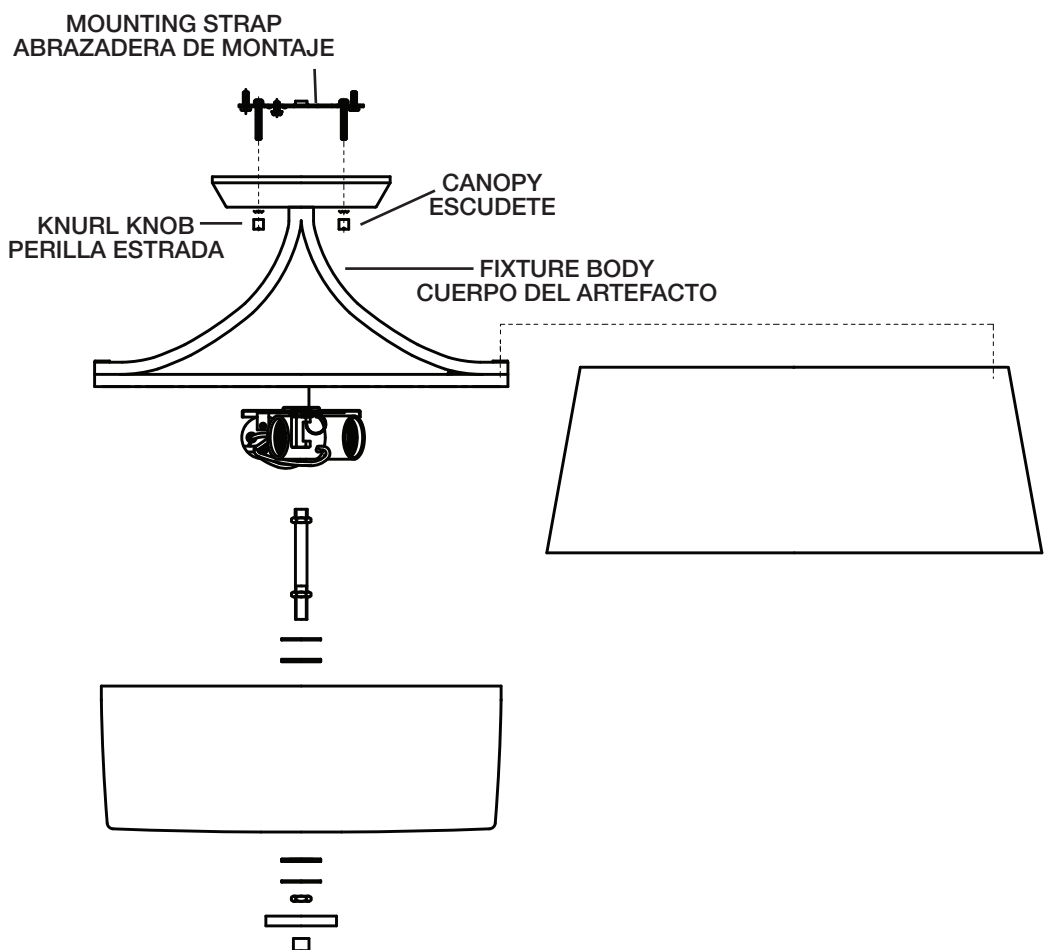 MOUNTING STRAP
ABRAZADERA DE MONTAJE
CANOPY
ESCUDETE
KNURL KNOB
PERILLA ESTRADA
FIXTURE BODY
CUERPO DEL ARTEFACTO